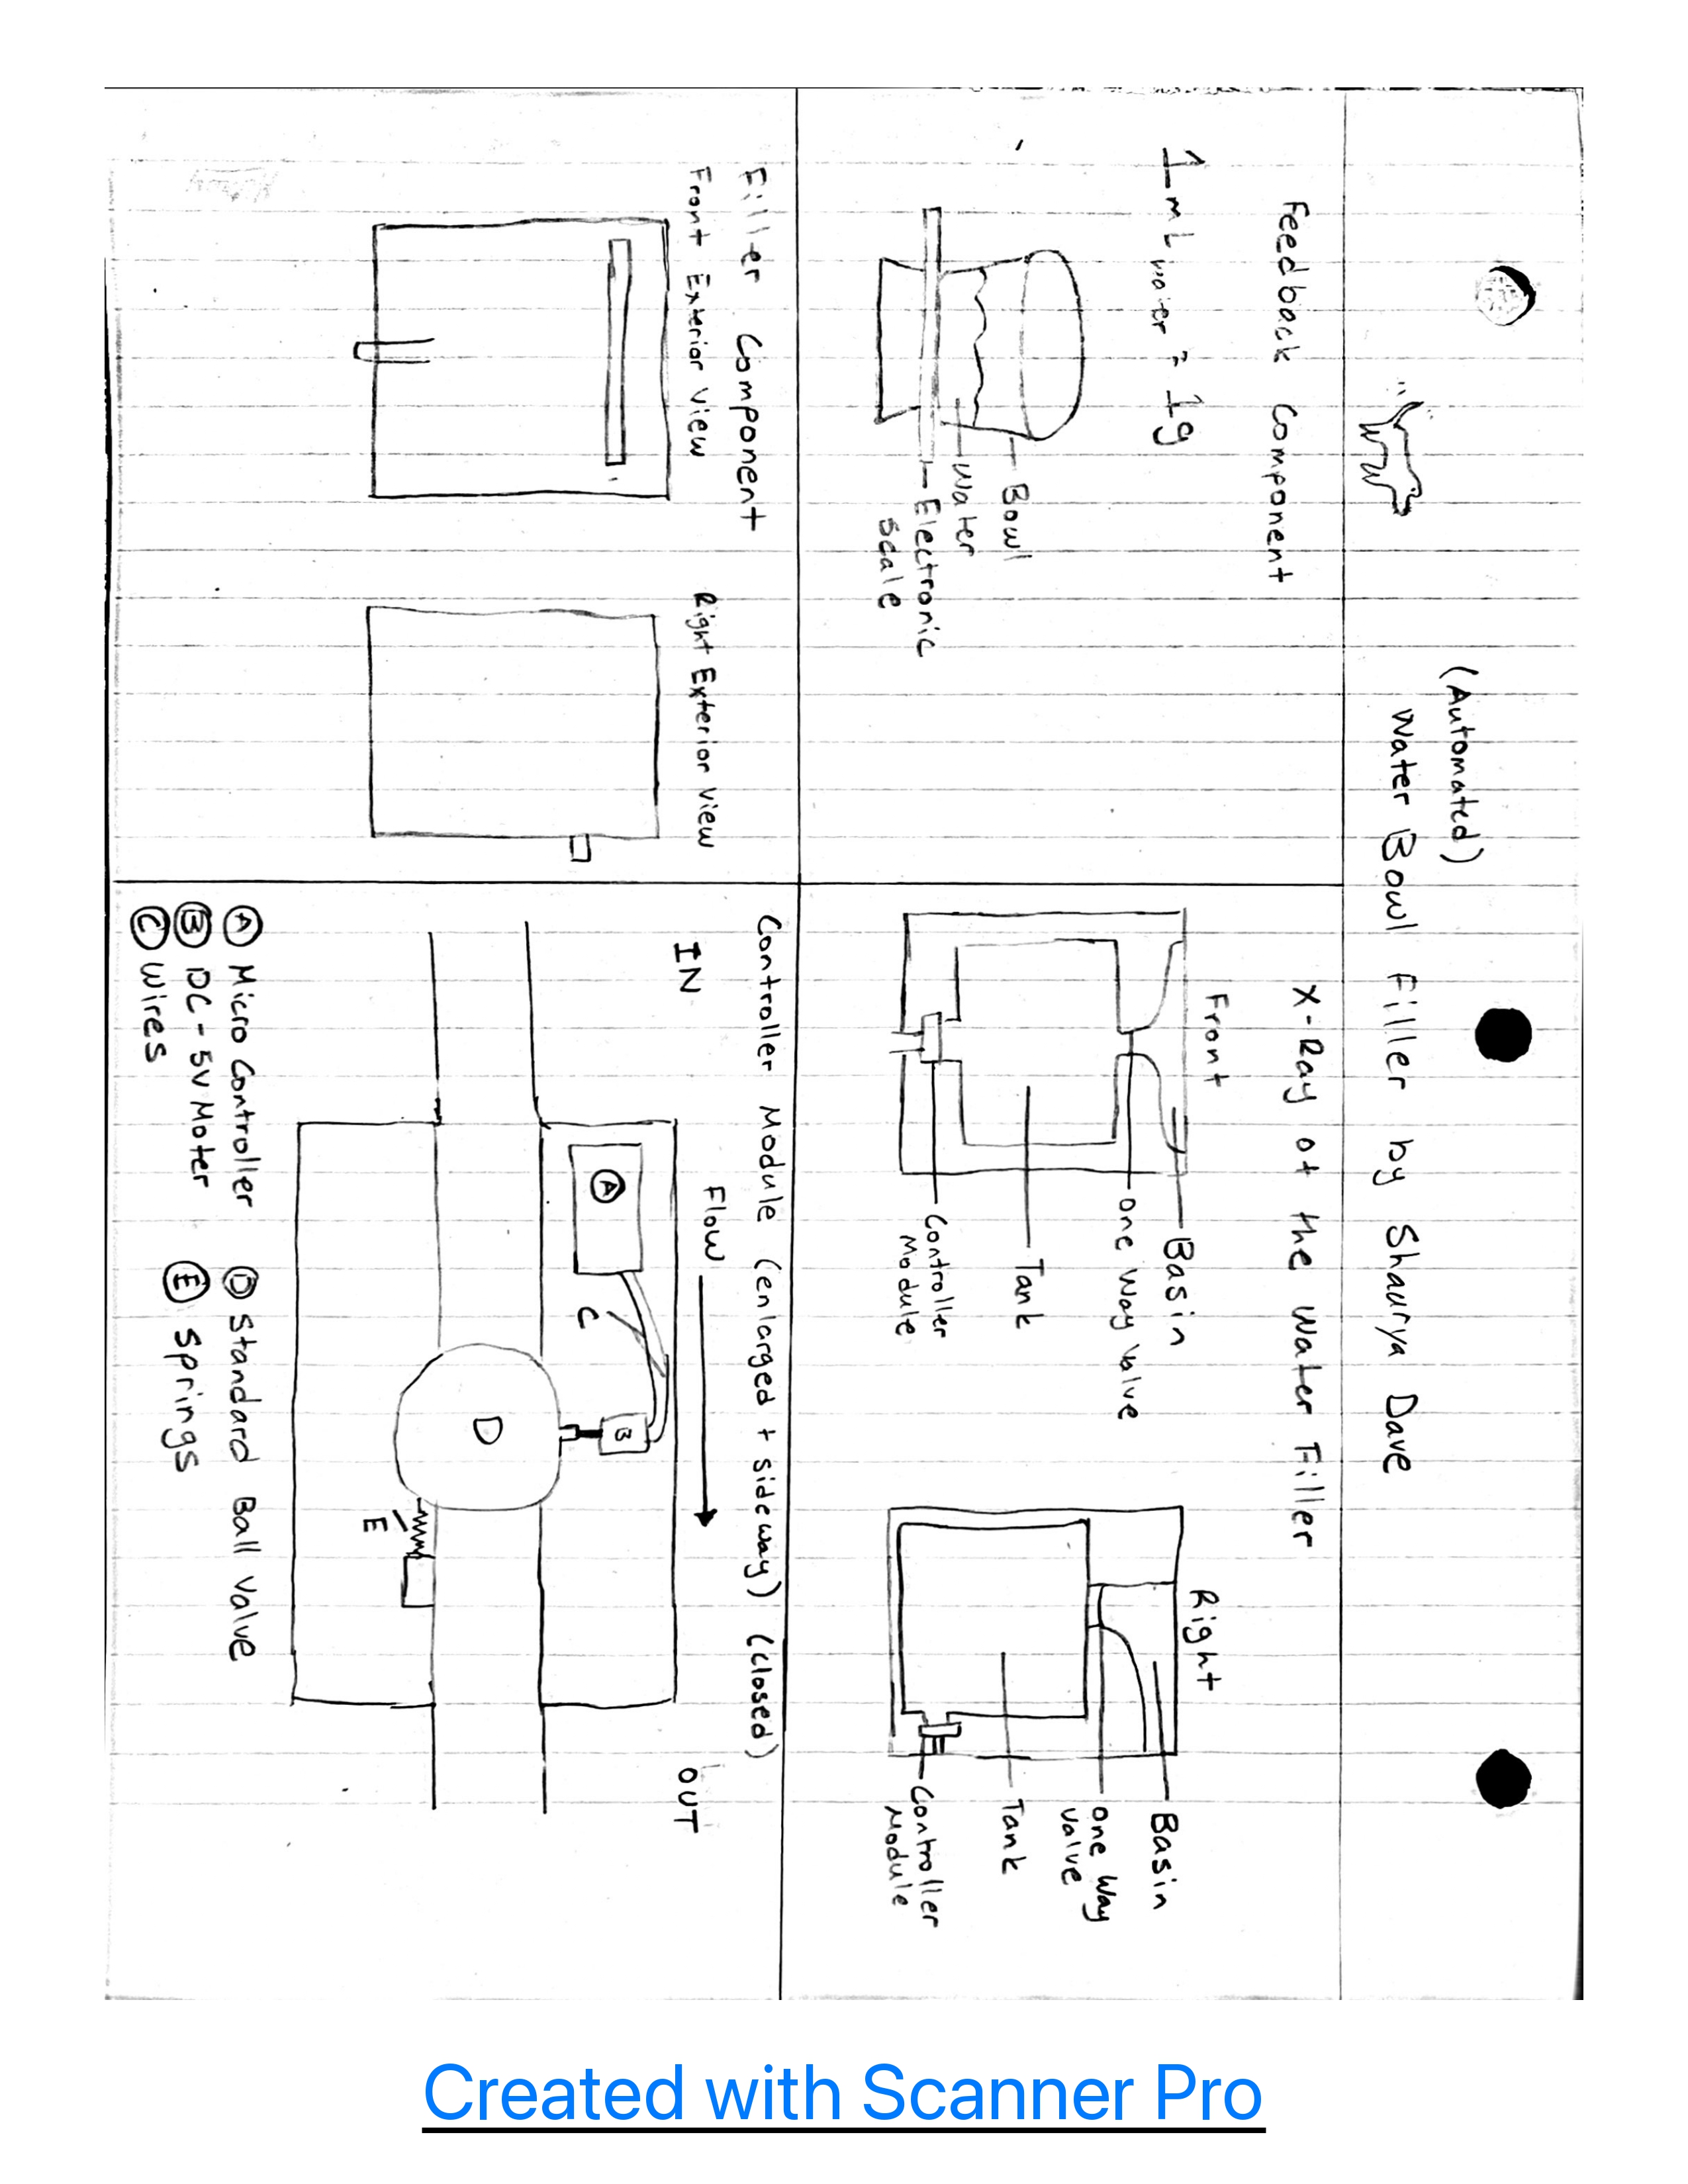 (Automated)
Water Bowl Filler by Shaurya Dave
Feedback Component
1mL water = 1g
Bowl
Water
Electronic
scale
X-Ray of the Water Filler
Front
Basin
One Way Valve
Tank
Controller
Module
Right
Basin
One Way
Valve
Tank
Controller
Module
Filler Component
Front Exterior View
Right Exterior View
Controller Module (enlarged + sideway) (closed)
Flow
IN
OUT
A
B
C
D
E
A Micro Controller
B DC - 5V Moter
C Wires
D Standard Ball Valve
E Springs
Created with Scanner Pro